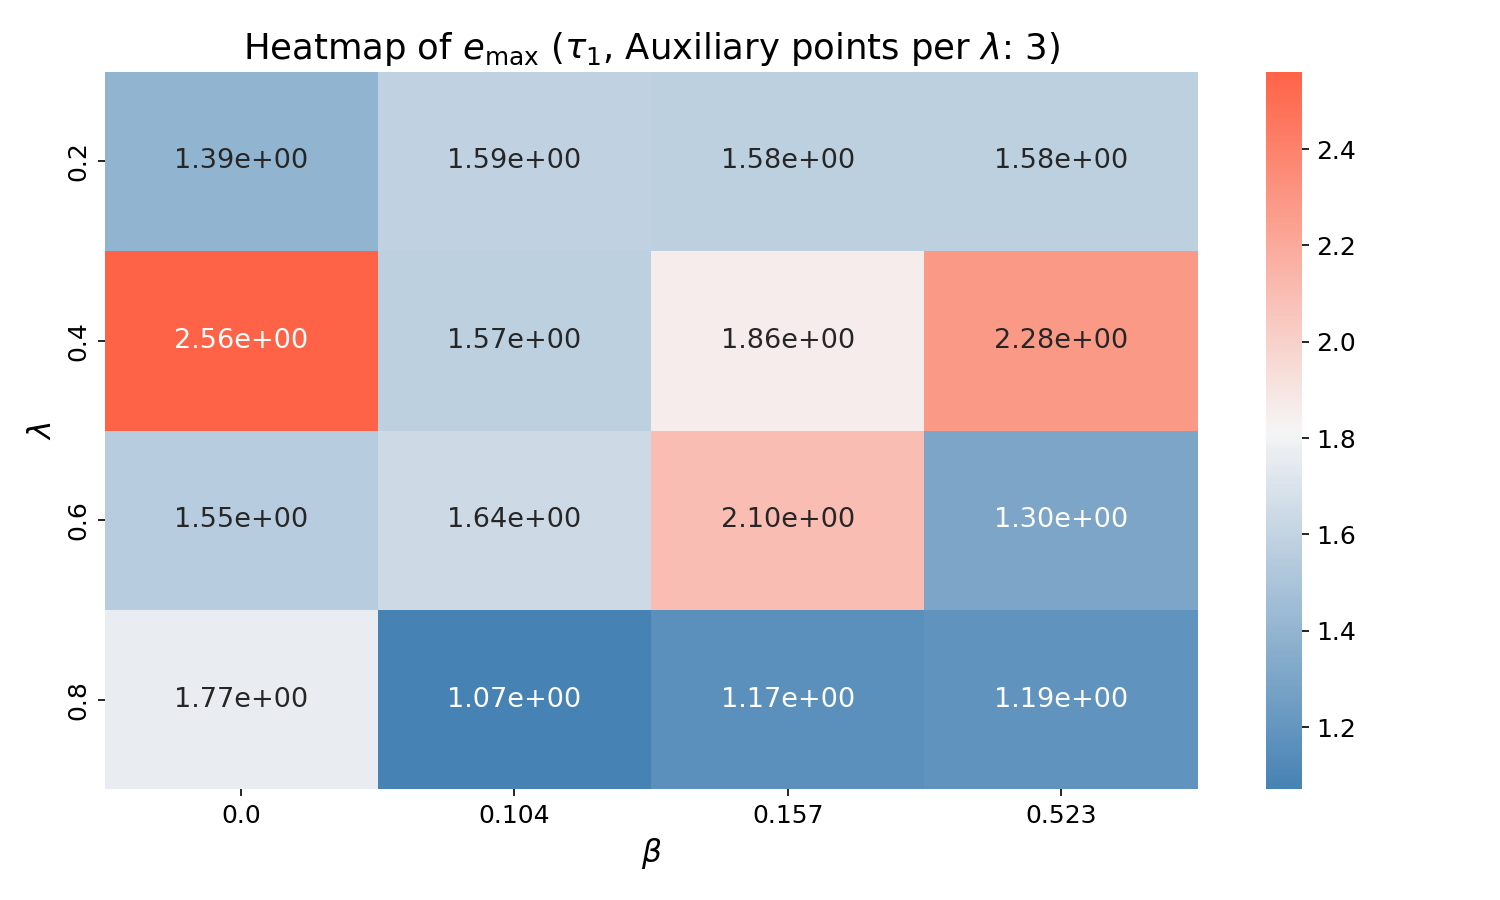 Heatmap of e_max (τ_1, Auxiliary points per λ: 3)
0.2 1.39e+00 1.59e+00 1.58e+00 1.58e+00
0.4 2.56e+00 1.57e+00 1.86e+00 2.28e+00
0.6 1.55e+00 1.64e+00 2.10e+00 1.30e+00
0.8 1.77e+00 1.07e+00 1.17e+00 1.19e+00
λ
0.0 0.104 0.157 0.523
β
2.4
2.2
2.0
1.8
1.6
1.4
1.2